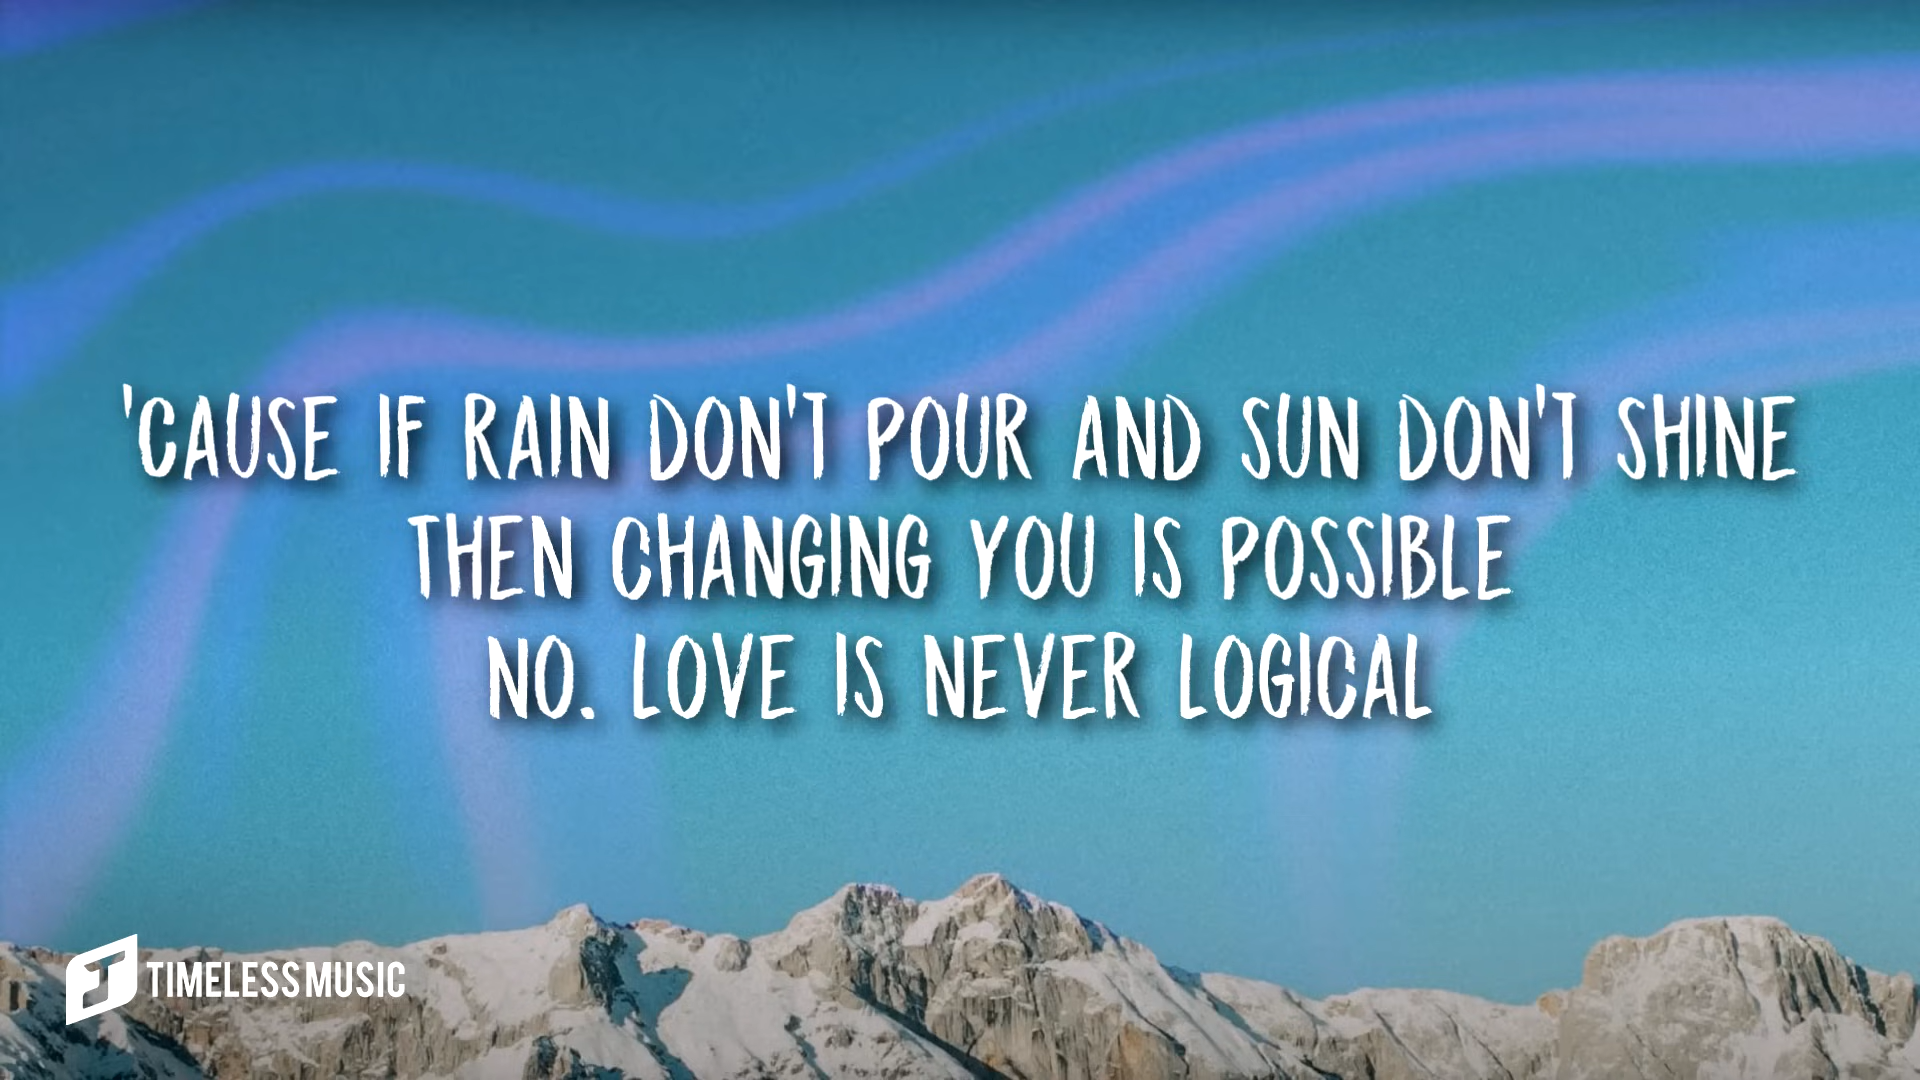 'CAUSE IF RAIN DON'T POUR AND SUN DON'T SHINE
THEN CHANGING YOU IS POSSIBLE
NO. LOVE IS NEVER LOGICAL
TIMELESS MUSIC